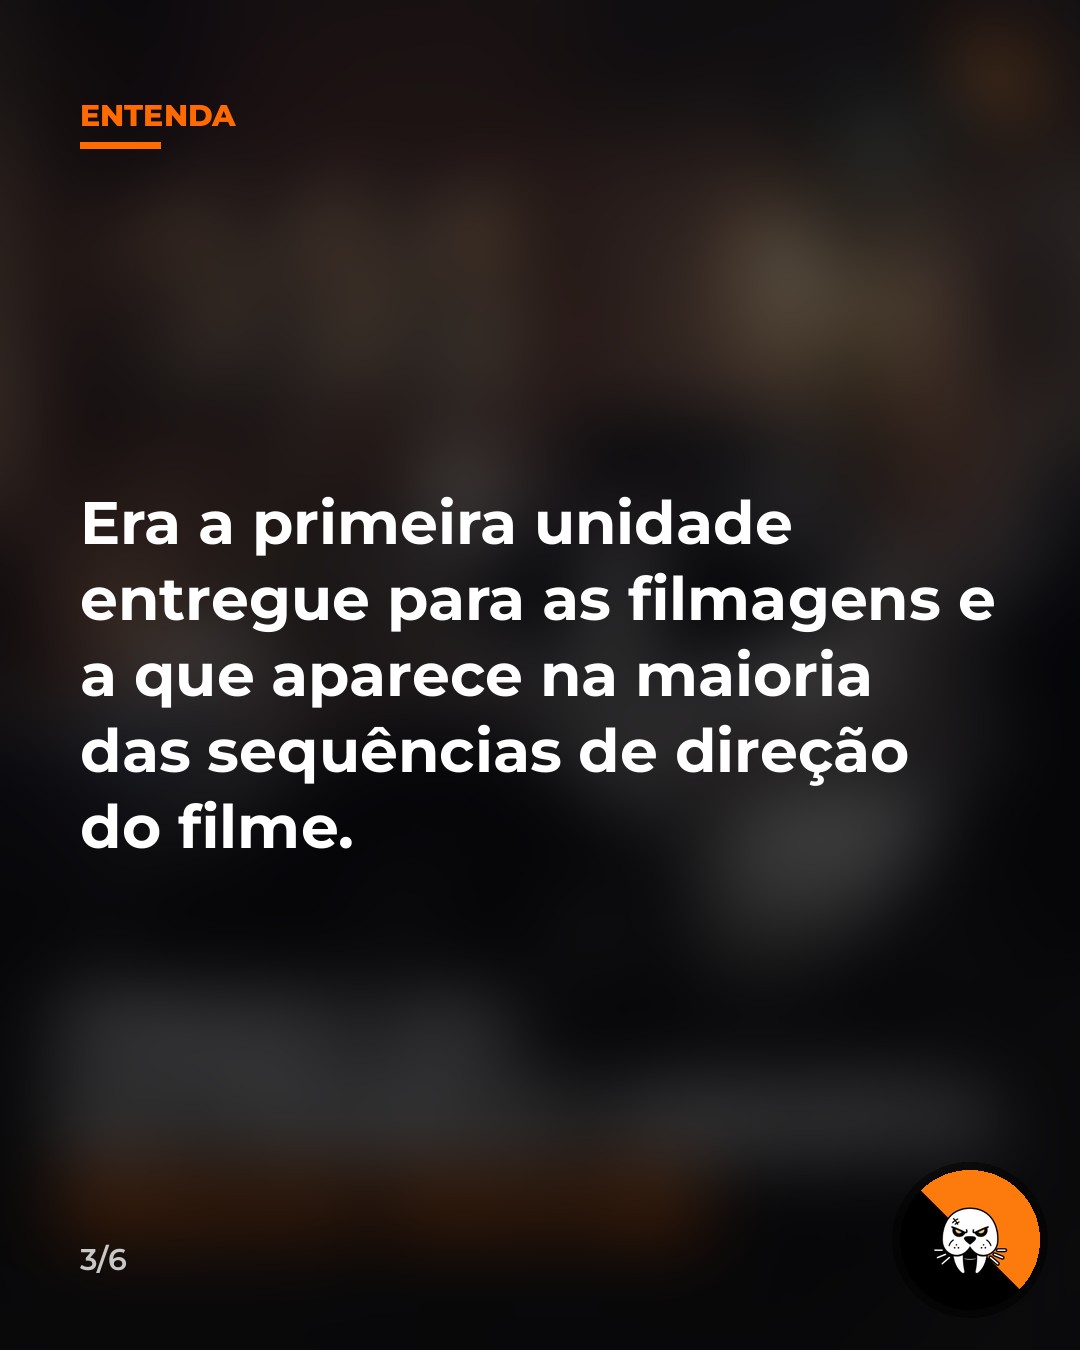 ENTENDA
Era a primeira unidade
entregue para as filmagens e
a que aparece na maioria
das sequências de direção
do filme.
3/6